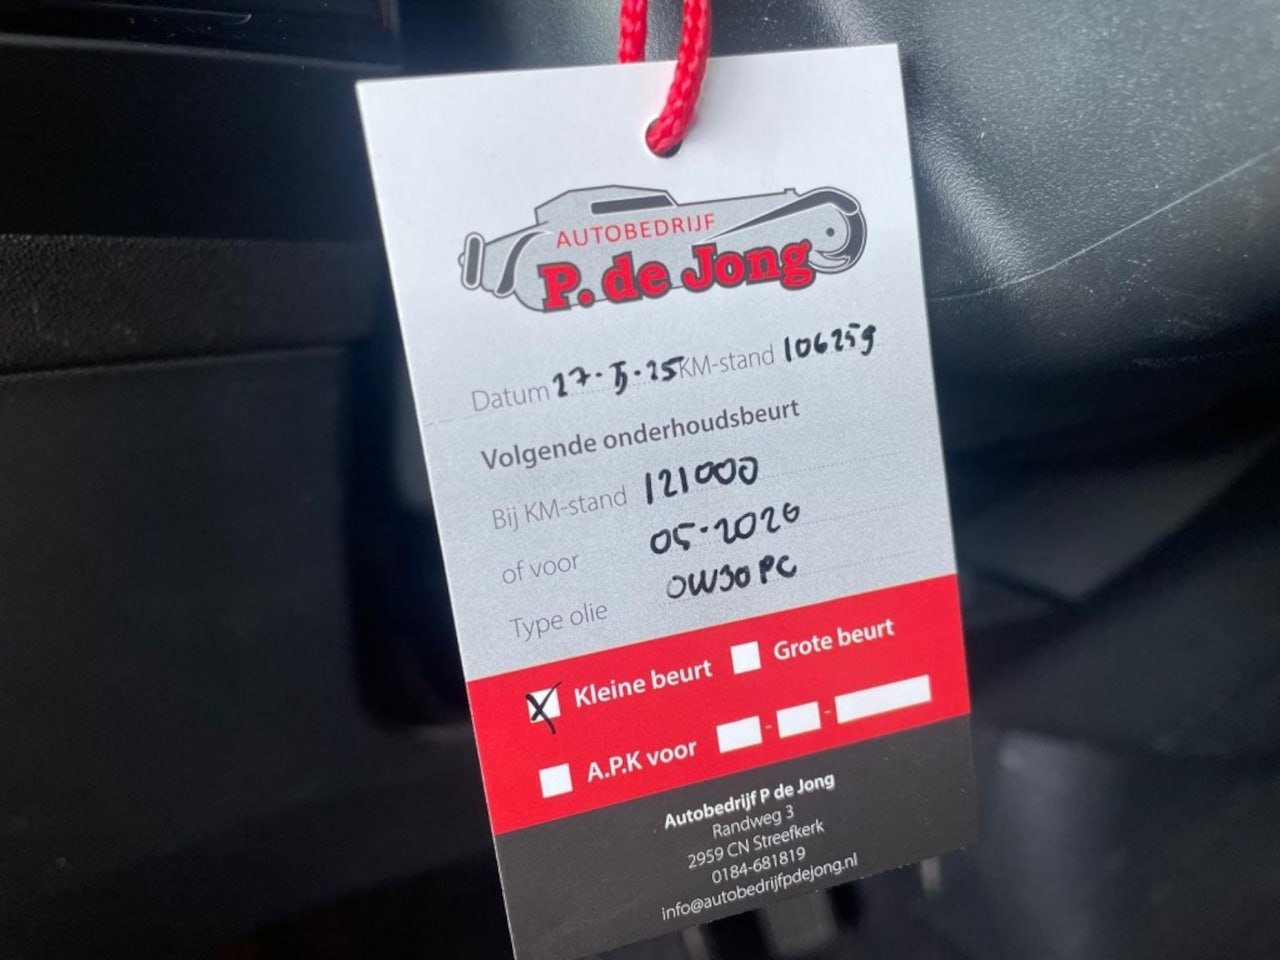 AUTOBEDRIJF
P. de Jong
Datum 27-5-25 KM-stand 106259
Volgende onderhoudsbeurt
Bij KM-stand 121000
of voor 05-2026
Type olie 0W30 PC
Kleine beurt Grote beurt
A.P.K voor - -
Autobedrijf P de Jong
Randweg 3
2959 CN Streefkerk
0184-681819
info@autobedrijfpdejong.nl